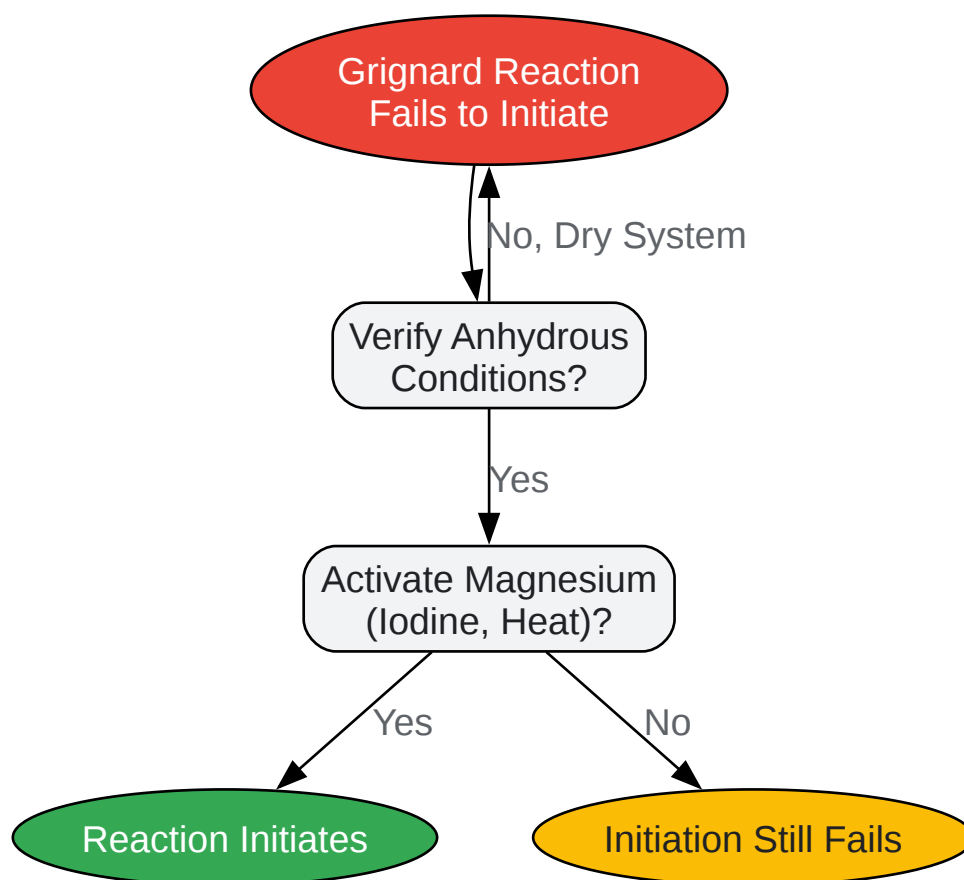 Grignard Reaction
Fails to Initiate
No, Dry System
Verify Anhydrous
Conditions?
Yes
Activate Magnesium
(Iodine, Heat)?
Yes
No
Reaction Initiates
Initiation Still Fails